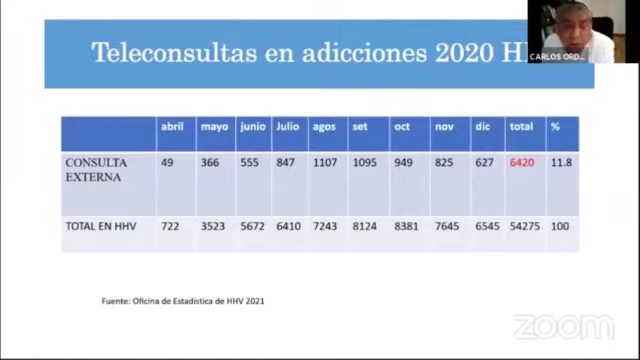 Teleconsultas en adicciones 2020 H
CARLOS ORD...
abril mayo junio Julio agos set oct nov dic total %
CONSULTA EXTERNA 49 366 555 847 1107 1095 949 825 627 6420 11.8
TOTAL EN HHV 722 3523 5672 6410 7243 8124 8381 7645 6545 54275 100
Fuente: Oficina de Estadística de HHV 2021
zoom